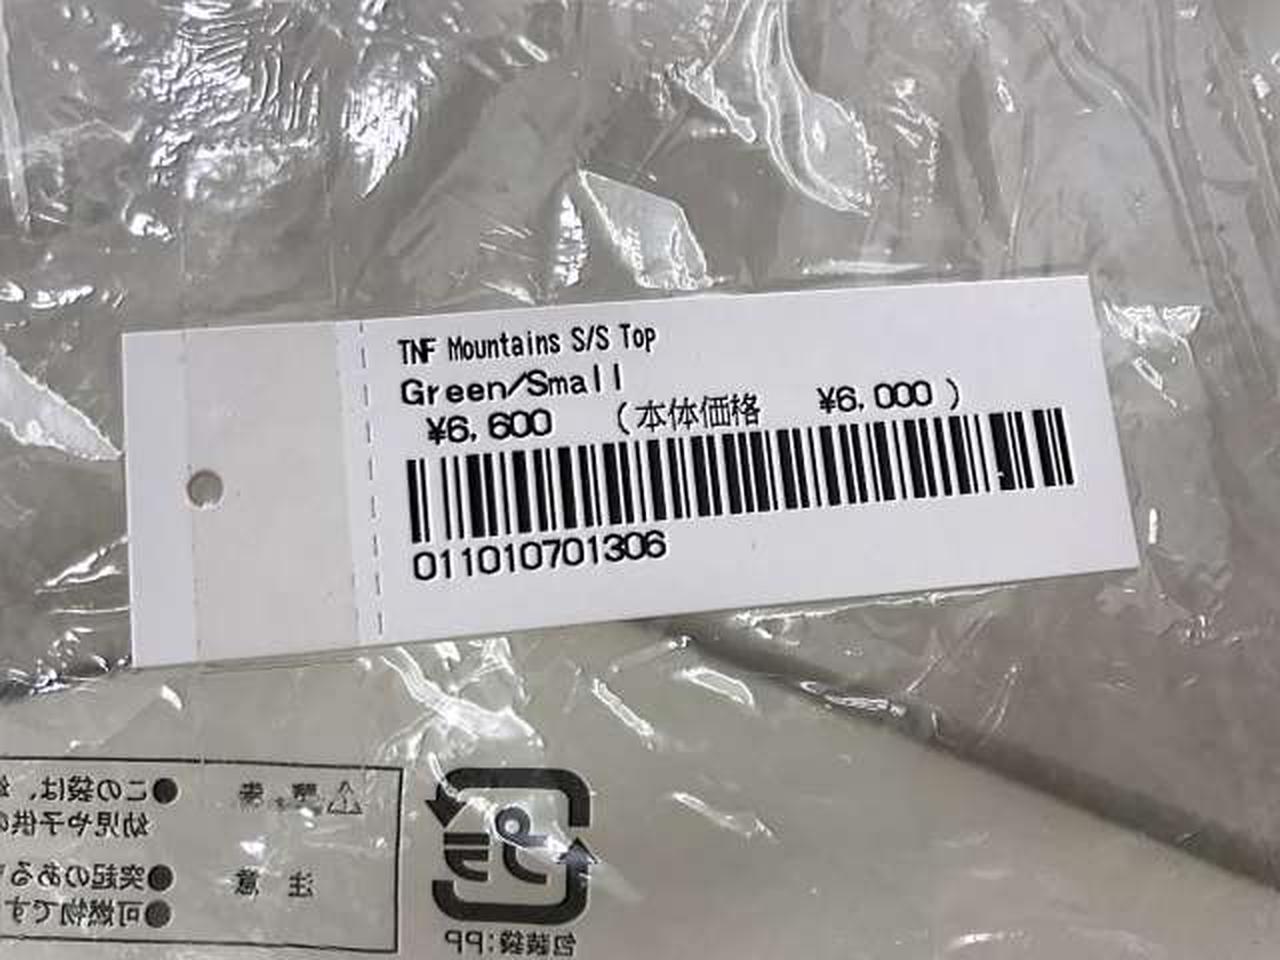 TNF Mountains S/S Top
Green/Small
¥6,600 (本体価格 ¥6,000)
011010701306
●この袋は、
幼児や子供の
●突起のある
●可燃物です
警告
注意
プラ
包装袋:PP